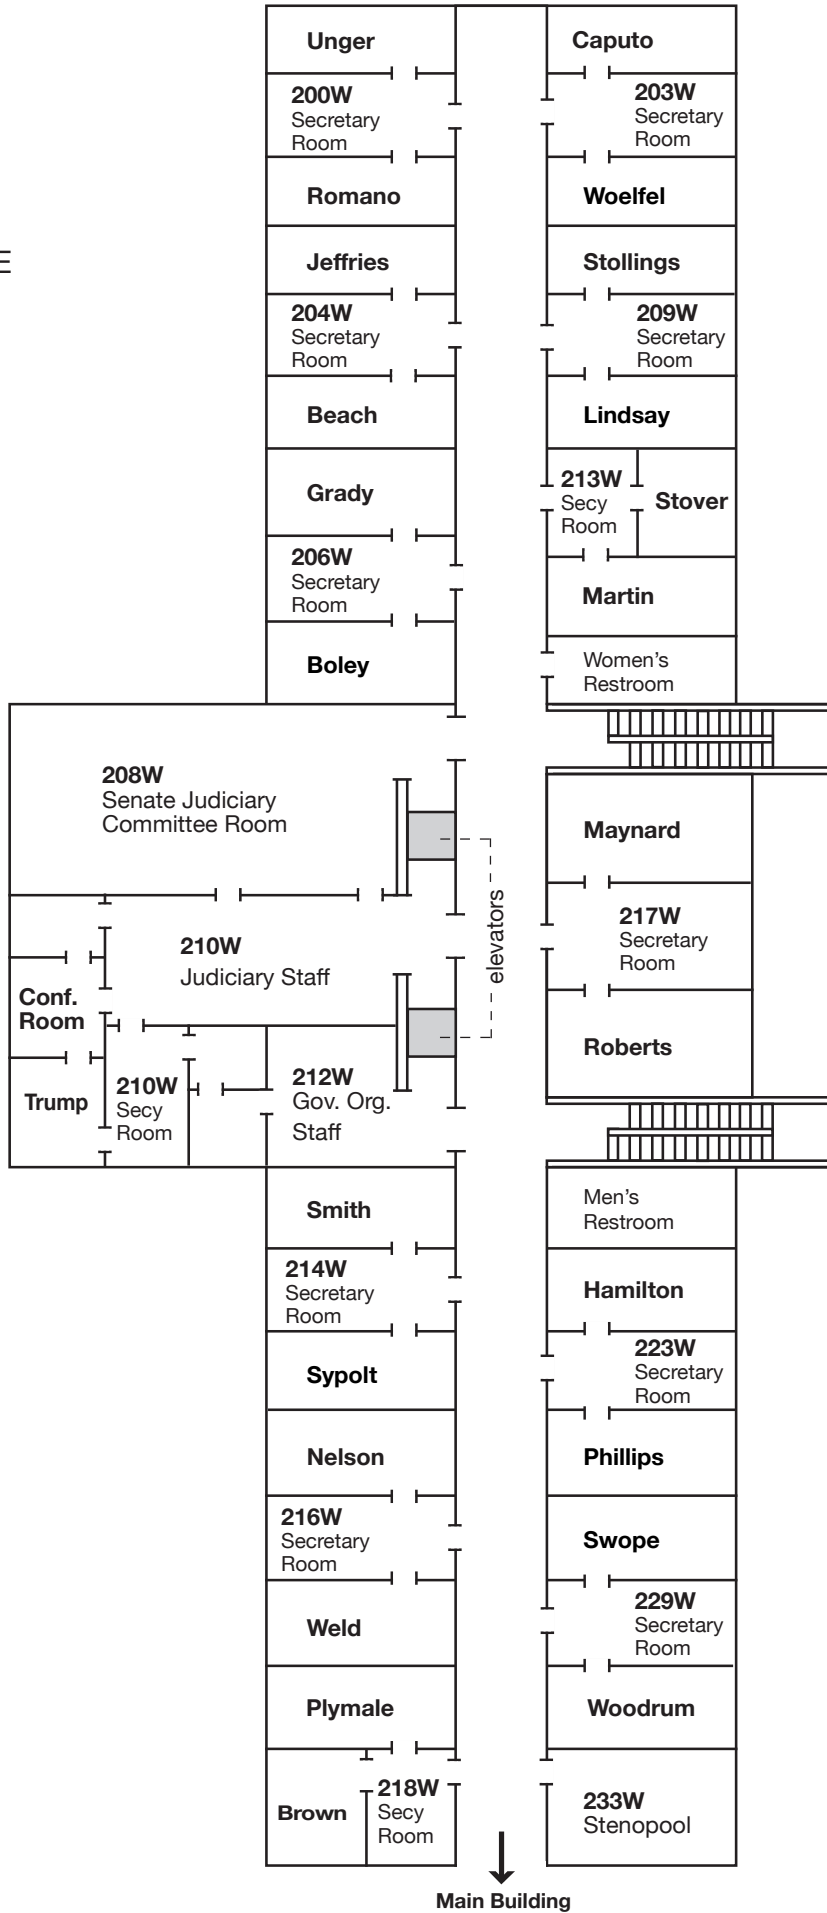 Unger
200W
Secretary
Room
Romano
Jeffries
204W
Secretary
Room
Beach
Grady
206W
Secretary
Room
Boley
Caputo
203W
Secretary
Room
Woelfel
Stollings
209W
Secretary
Room
Lindsay
213W
Secy
Room
Stover
Martin
Women's
Restroom
E
208W
Senate Judiciary
Committee Room
210W
Judiciary Staff
Conf.
Room
Trump
210W
Secy
Room
212W
Gov. Org.
Staff
elevators
Maynard
217W
Secretary
Room
Roberts
Smith
214W
Secretary
Room
Sypolt
Nelson
216W
Secretary
Room
Weld
Plymale
Brown
218W
Secy
Room
Men's
Restroom
Hamilton
223W
Secretary
Room
Phillips
Swope
229W
Secretary
Room
Woodrum
233W
Stenopool
Main Building